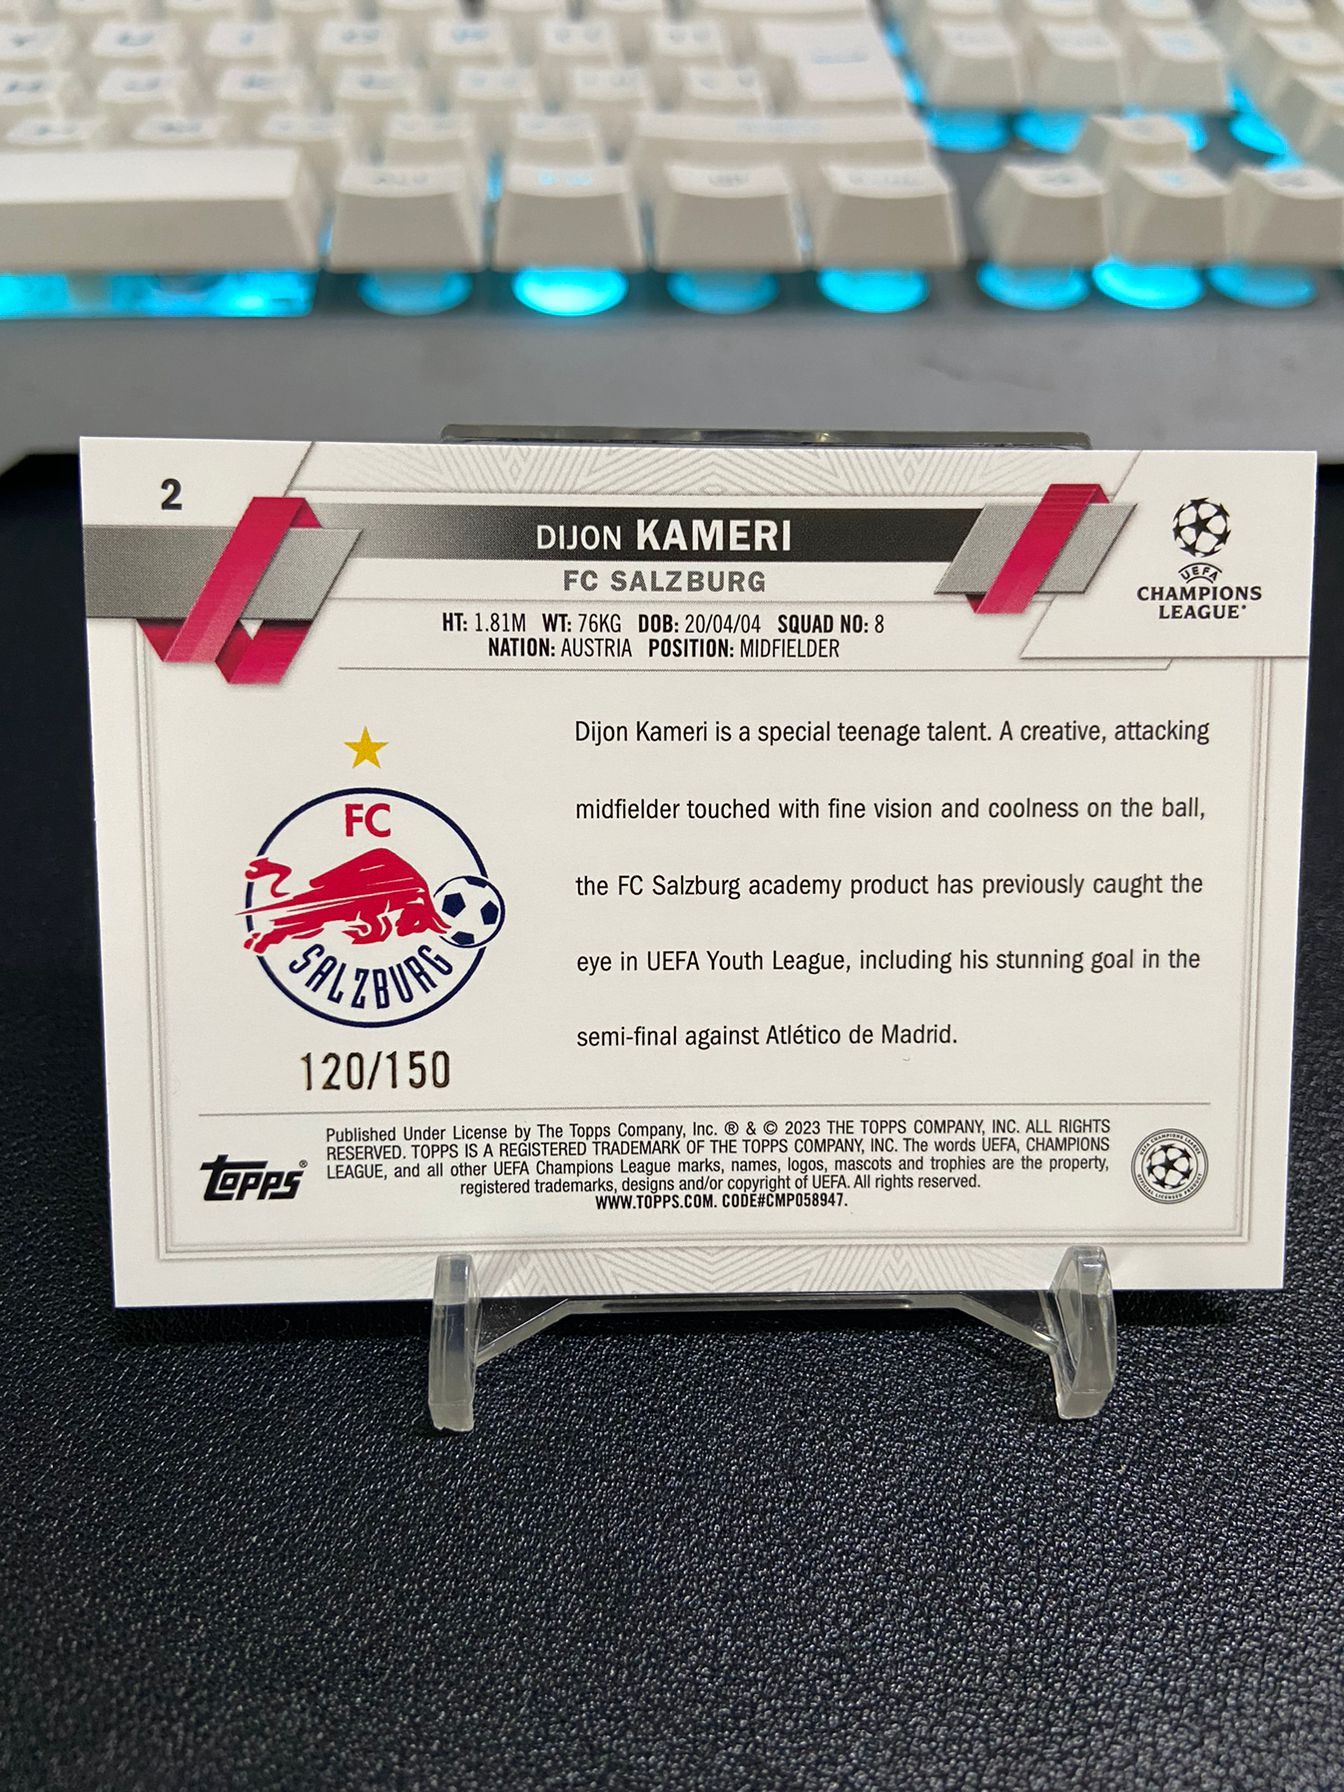 2
DIJON KAMERI
FC SALZBURG
UEFA
CHAMPIONS
LEAGUE®
HT: 1.81M WT: 76KG DOB: 20/04/04 SQUAD NO: 8
NATION: AUSTRIA POSITION: MIDFIELDER
FC
SALZBURG
120/150
Dijon Kameri is a special teenage talent. A creative, attacking
midfielder touched with fine vision and coolness on the ball,
the FC Salzburg academy product has previously caught the
eye in UEFA Youth League, including his stunning goal in the
semi-final against Atlético de Madrid.
Topps®
Published Under License by The Topps Company, Inc. ® & © 2023 THE TOPPS COMPANY, INC. ALL RIGHTS
RESERVED. TOPPS IS A REGISTERED TRADEMARK OF THE TOPPS COMPANY, INC. The words UEFA, CHAMPIONS
LEAGUE, and all other UEFA Champions League marks, names, logos, mascots and trophies are the property,
registered trademarks, designs and/or copyright of UEFA. All rights reserved.
WWW.TOPPS.COM. CODE#CMP058947.
UEFA CHAMPIONS LEAGUE
OFFICIAL LICENSED PRODUCT